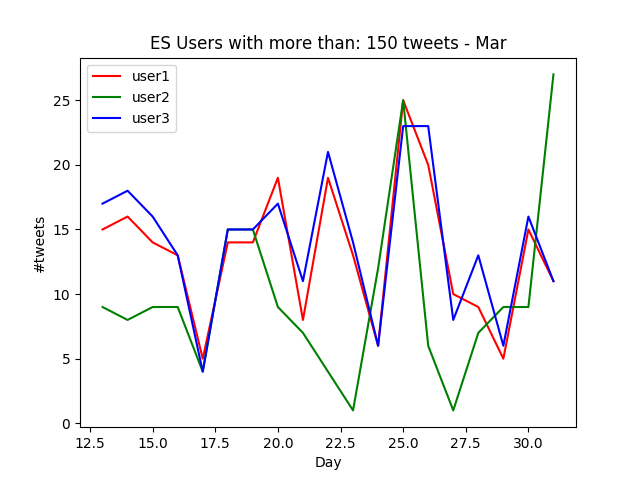 ES Users with more than: 150 tweets - Mar
user1
user2
user3
#tweets
25
20
15
10
5
0
12.5 15.0 17.5 20.0 22.5 25.0 27.5 30.0
Day